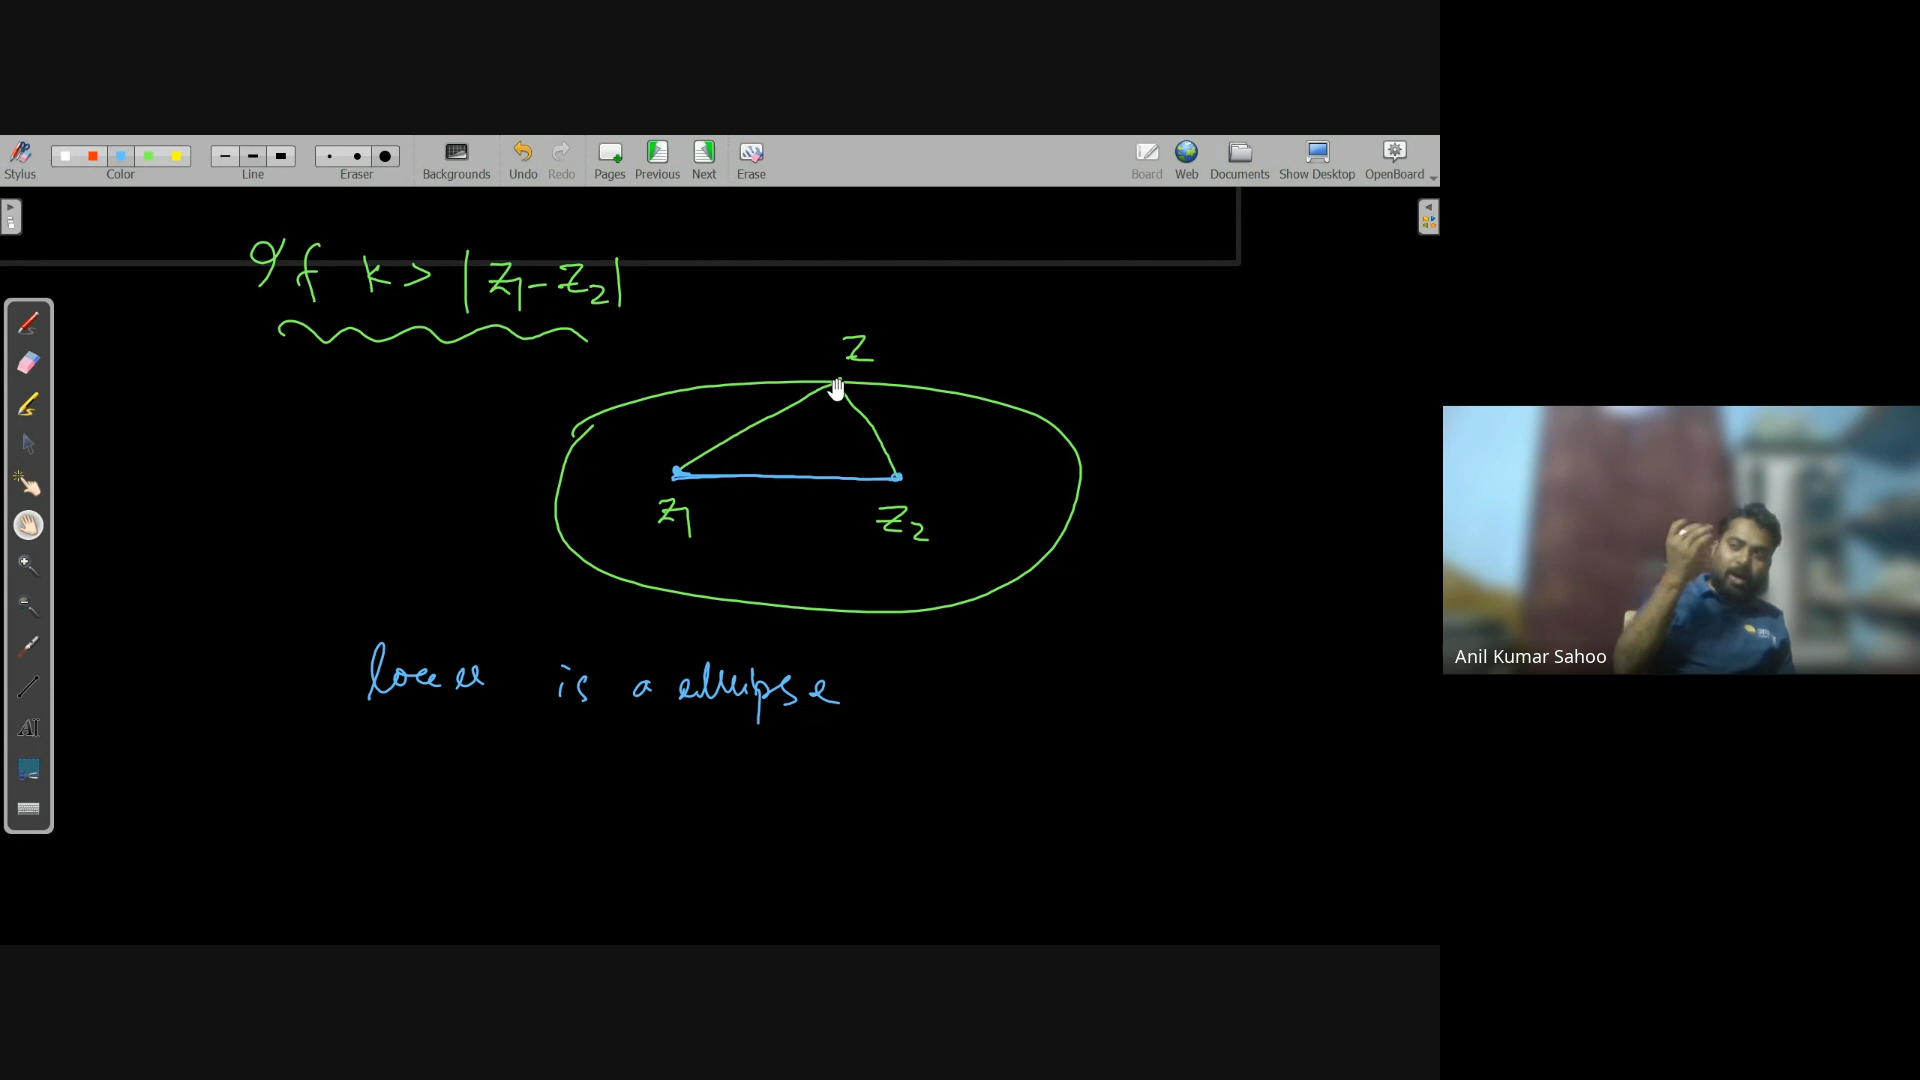 Stylus Color Line Eraser Backgrounds Undo Redo Pages Previous Next Erase Board Web Documents Show Desktop OpenBoard
If k > | z1 - z2 |
z
z1 z2
locus is a ellipse
AI
Anil Kumar Sahoo